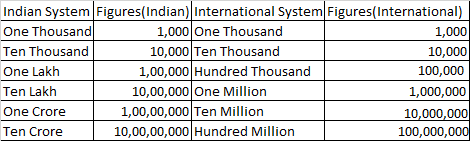 Indian System Figures(Indian) International System Figures(International)
One Thousand 1,000 One Thousand 1,000
Ten Thousand 10,000 Ten Thousand 10,000
One Lakh 1,00,000 Hundred Thousand 100,000
Ten Lakh 10,00,000 One Million 1,000,000
One Crore 1,00,00,000 Ten Million 10,000,000
Ten Crore 10,00,00,000 Hundred Million 100,000,000